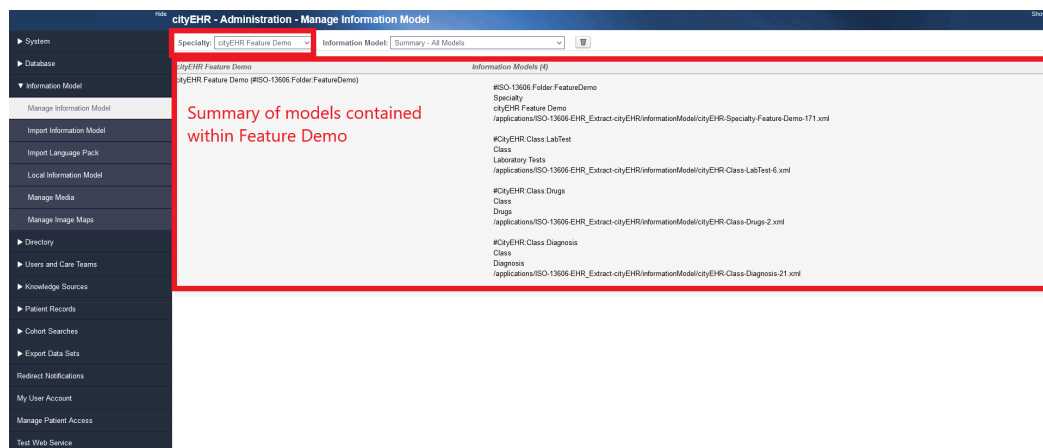 Hide
cityEHR - Administration - Manage Information Model
System
Specialty: cityEHR Feature Demo Information Model: Summary - All Models
Database
Information Model
Manage Information Model
Import Information Model
Import Language Pack
Local Information Model
Manage Media
Manage Image Maps
Directory
Users and Care Teams
Knowledge Sources
Patient Records
Cohort Searches
Export Data Sets
Redirect Notifications
My User Account
Manage Patient Access
Test Web Service
cityEHR Feature Demo Information Models (4)
cityEHR Feature Demo (#ISO-13606:Folder:FeatureDemo)
Summary of models contained
within Feature Demo
#ISO-13606:Folder:FeatureDemo
Specialty
cityEHR Feature Demo
/applications/ISO-13606-EHR_Extract-cityEHR/informationModel/cityEHR-Specialty-Feature-Demo-171.xml
#CityEHR:Class:LabTest
Class
Laboratory Tests
/applications/ISO-13606-EHR_Extract-cityEHR/informationModel/cityEHR-Class-LabTest-6.xml
#CityEHR:Class:Drugs
Class
Drugs
/applications/ISO-13606-EHR_Extract-cityEHR/informationModel/cityEHR-Class-Drugs-2.xml
#CityEHR:Class:Diagnosis
Class
Diagnosis
/applications/ISO-13606-EHR_Extract-cityEHR/informationModel/cityEHR-Class-Diagnosis-21.xml